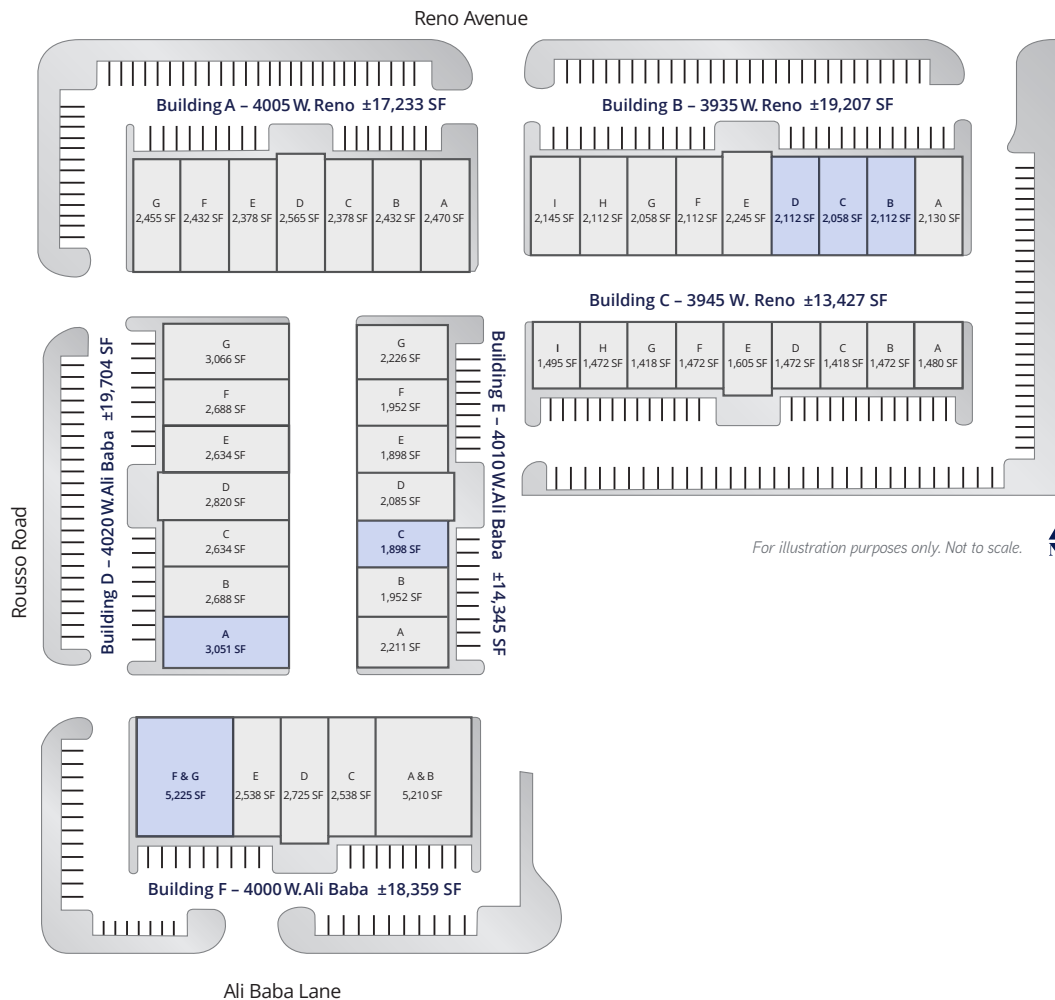 Reno Avenue
Building A – 4005 W. Reno ±17,233 SF
G
2,455 SF
F
2,432 SF
E
2,378 SF
D
2,565 SF
C
2,378 SF
B
2,432 SF
A
2,470 SF
Building B – 3935 W. Reno ±19,207 SF
I
2,145 SF
H
2,112 SF
G
2,058 SF
F
2,112 SF
E
2,245 SF
D
2,112 SF
C
2,058 SF
B
2,112 SF
A
2,130 SF
Building C – 3945 W. Reno ±13,427 SF
I
1,495 SF
H
1,472 SF
G
1,418 SF
F
1,472 SF
E
1,605 SF
D
1,472 SF
C
1,418 SF
B
1,472 SF
A
1,480 SF
Rousso Road
Building D – 4020 W. Ali Baba ±19,704 SF
G
3,066 SF
F
2,688 SF
E
2,634 SF
D
2,820 SF
C
2,634 SF
B
2,688 SF
A
3,051 SF
Building E – 4010 W. Ali Baba ±14,345 SF
G
2,226 SF
F
1,952 SF
E
1,898 SF
D
2,085 SF
C
1,898 SF
B
1,952 SF
A
2,211 SF
For illustration purposes only. Not to scale.
F & G
5,225 SF
E
2,538 SF
D
2,725 SF
C
2,538 SF
A & B
5,210 SF
Building F – 4000 W. Ali Baba ±18,359 SF
Ali Baba Lane